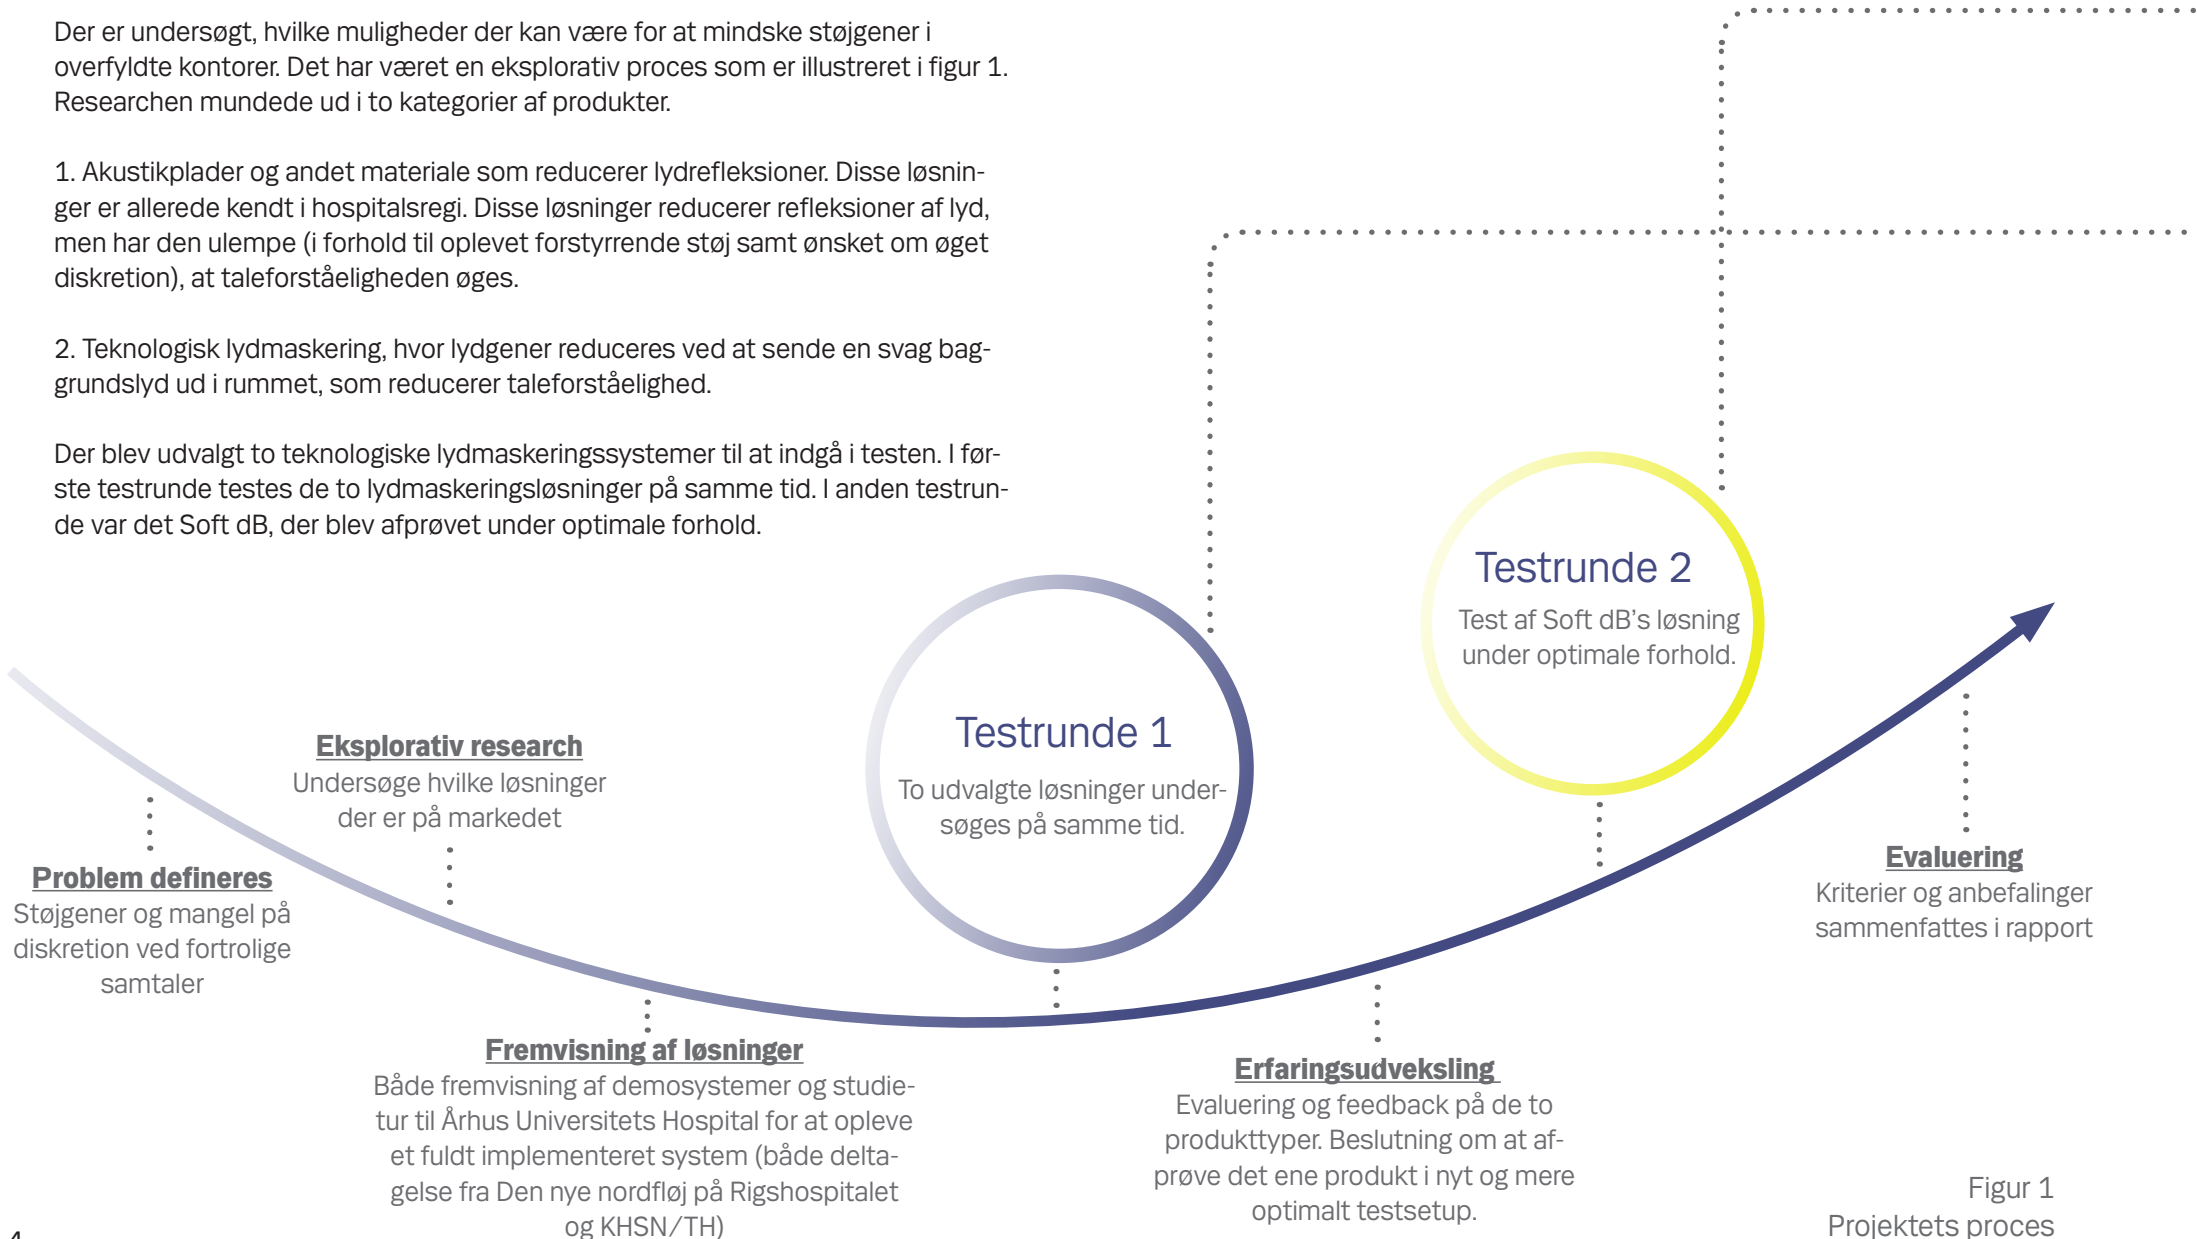 Der er undersøgt, hvilke muligheder der kan være for at mindske støjgener i
overfyldte kontorer. Det har været en eksplorativ proces som er illustreret i figur 1.
Researchen mundede ud i to kategorier af produkter.
1. Akustikplader og andet materiale som reducerer lydrefleksioner. Disse løsnin-
ger er allerede kendt i hospitalsregi. Disse løsninger reducerer refleksioner af lyd,
men har den ulempe (i forhold til oplevet forstyrrende støj samt ønsket om øget
diskretion), at taleforståeligheden øges.
2. Teknologisk lydmaskering, hvor lydgener reduceres ved at sende en svag bag-
grundslyd ud i rummet, som reducerer taleforståelighed.
Der blev udvalgt to teknologiske lydmaskeringssystemer til at indgå i testen. I før-
ste testrunde testes de to lydmaskeringsløsninger på samme tid. I anden testrun-
de var det Soft dB, der blev afprøvet under optimale forhold.
Problem defineres
Støjgener og mangel på
diskretion ved fortrolige
samtaler
Eksplorativ research
Undersøge hvilke løsninger
der er på markedet
Fremvisning af løsninger
Både fremvisning af demosystemer og studie-
tur til Århus Universitets Hospital for at opleve
et fuldt implementeret system (både delta-
gelse fra Den nye nordfløj på Rigshospitalet
og KHSN/TH)
Testrunde 1
To udvalgte løsninger under-
søges på samme tid.
Erfaringsudveksling
Evaluering og feedback på de to
produkttyper. Beslutning om at af-
prøve det ene produkt i nyt og mere
optimalt testsetup.
Testrunde 2
Test af Soft dB's løsning
under optimale forhold.
Evaluering
Kriterier og anbefalinger
sammenfattes i rapport
Figur 1
Projektets proces
4